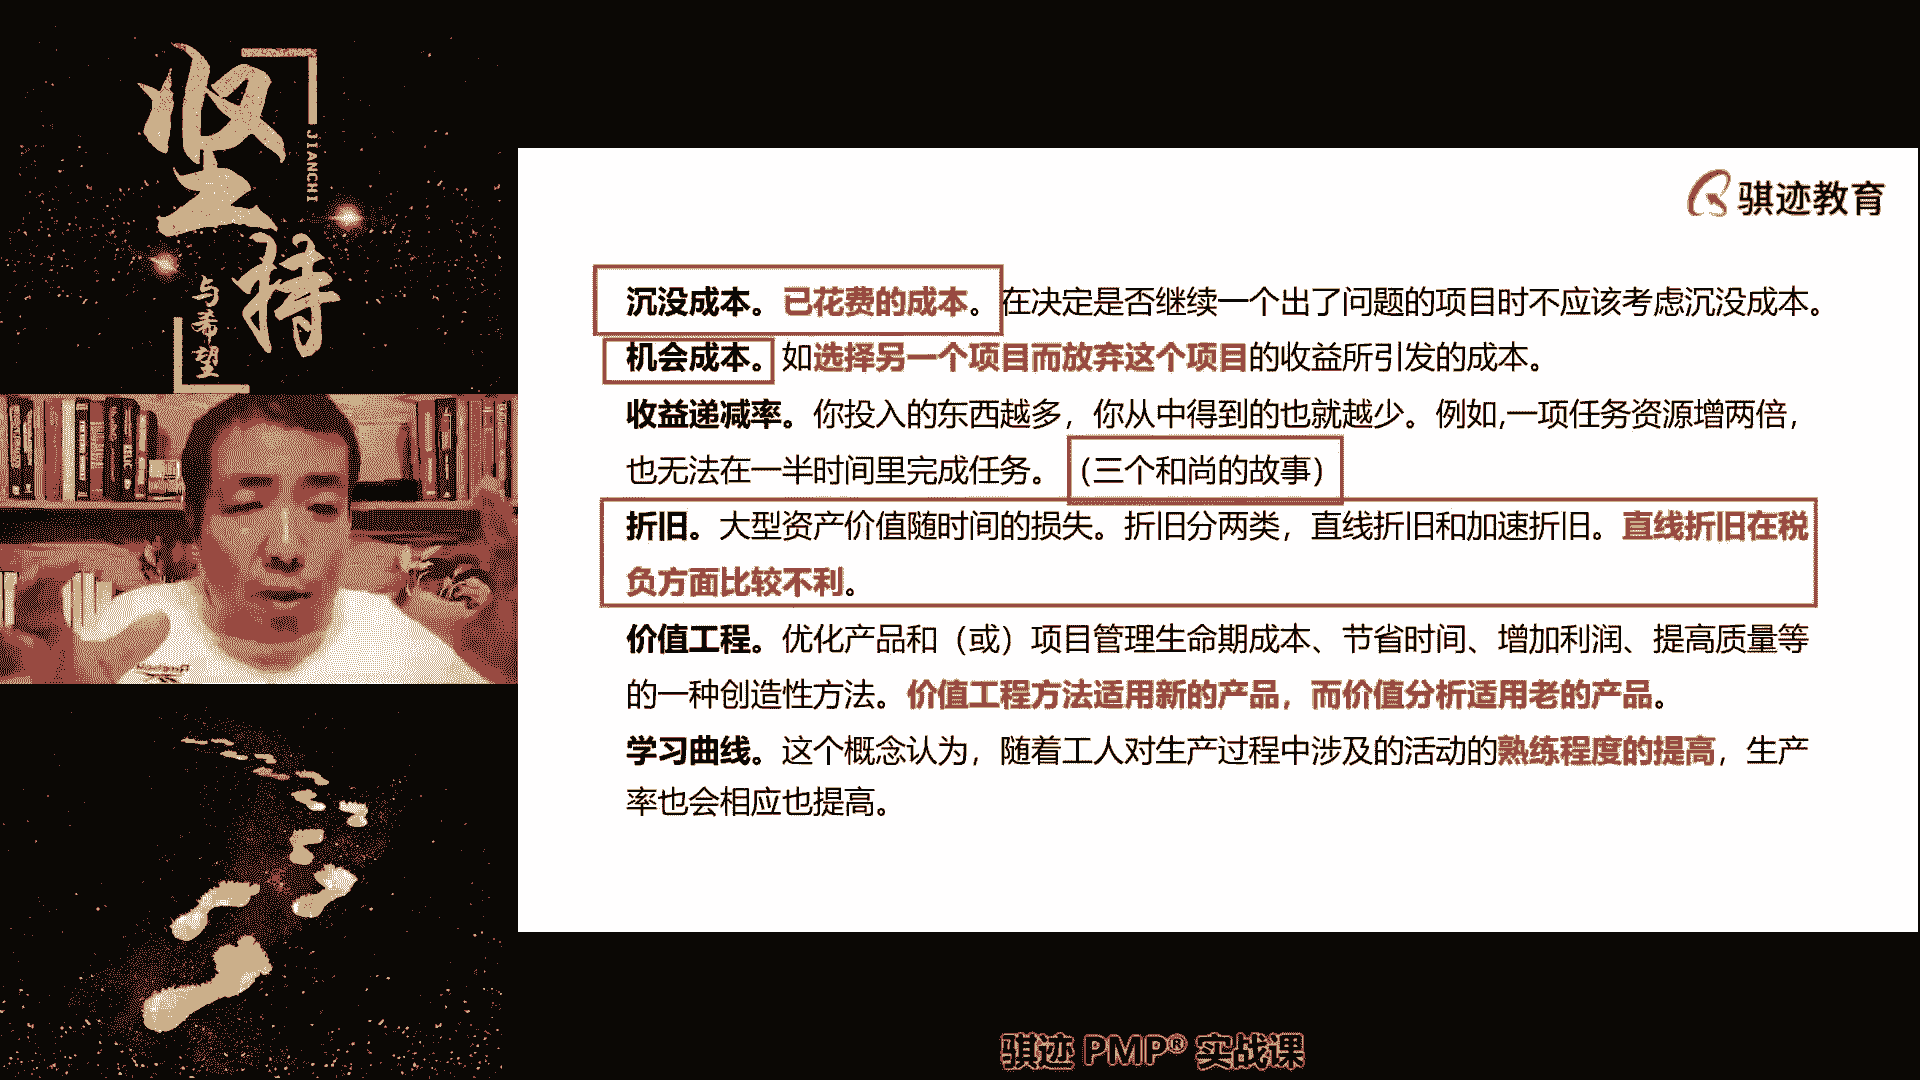 坚持
JIANCHI
与希望
骐迹教育
沉没成本。已花费的成本。在决定是否继续一个出了问题的项目时不应该考虑沉没成本。
机会成本。如选择另一个项目而放弃这个项目的收益所引发的成本。
收益递减率。你投入的东西越多，你从中得到的也就越少。例如,一项任务资源增两倍，
也无法在一半时间里完成任务。（三个和尚的故事）
折旧。大型资产价值随时间的损失。折旧分两类，直线折旧和加速折旧。直线折旧在税
负方面比较不利。
价值工程。优化产品和（或）项目管理生命期成本、节省时间、增加利润、提高质量等
的一种创造性方法。价值工程方法适用新的产品，而价值分析适用老的产品。
学习曲线。这个概念认为，随着工人对生产过程中涉及的活动的熟练程度的提高，生产
率也会相应也提高。
骐迹 PMP® 实战课